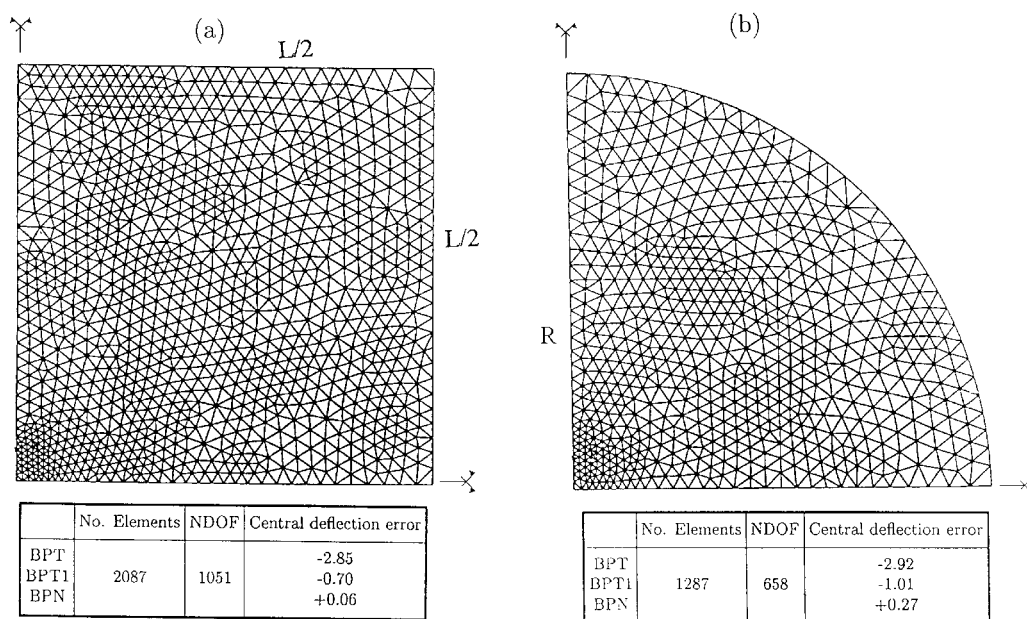 (a)
L/2
L/2
No. Elements NDOF Central deflection error
BPT -2.85
BPT1 2087 1051 -0.70
BPN +0.06
(b)
R
No. Elements NDOF Central deflection error
BPT -2.92
BPT1 1287 658 -1.01
BPN +0.27